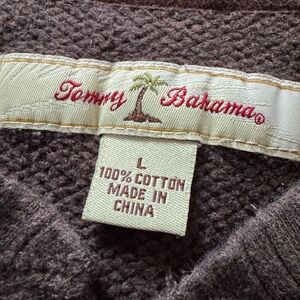 Tommy Bahama®
L
100% COTTON
MADE IN
CHINA